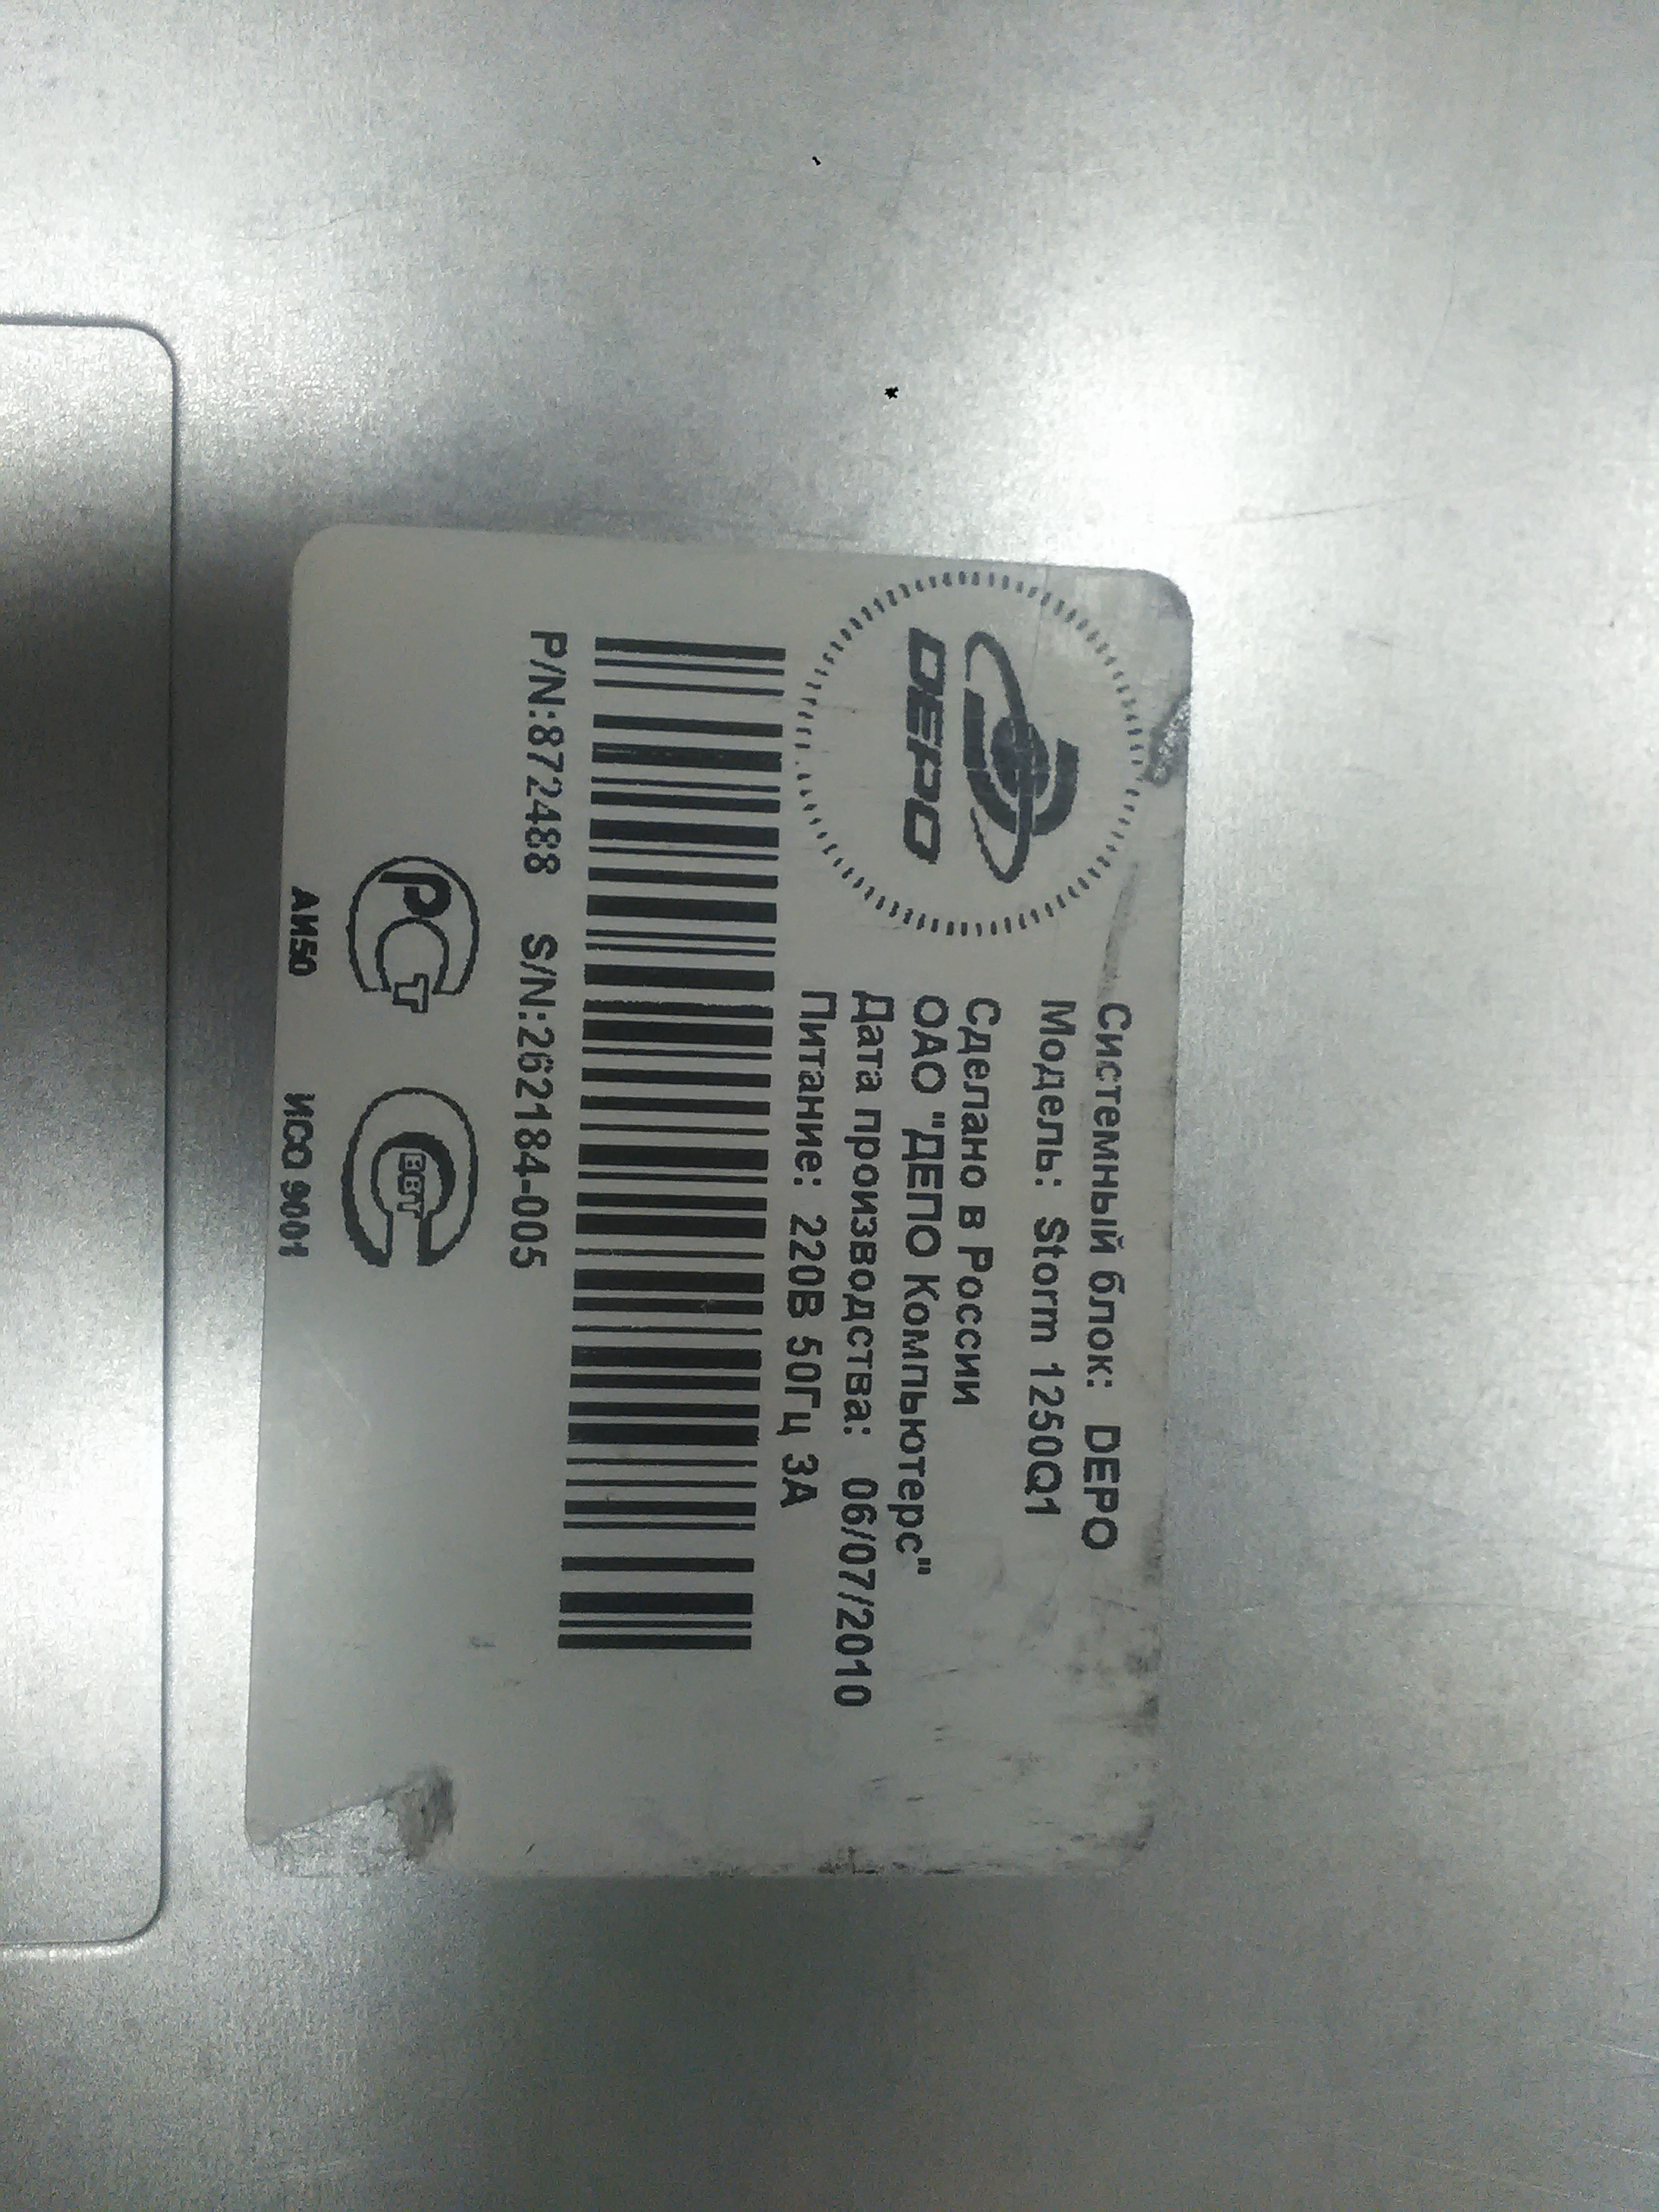 DEPO
Системный блок: DEPO
Модель: Storm 1250Q1
Сделано в России
ОАО "ДЕПО Компьютерс"
Дата производства: 06/07/2010
Питание: 220В 50Гц 3А
P/N:872488 S/N:262184-005
РСТ
АИ50
С ВВТ
ИСО 9001